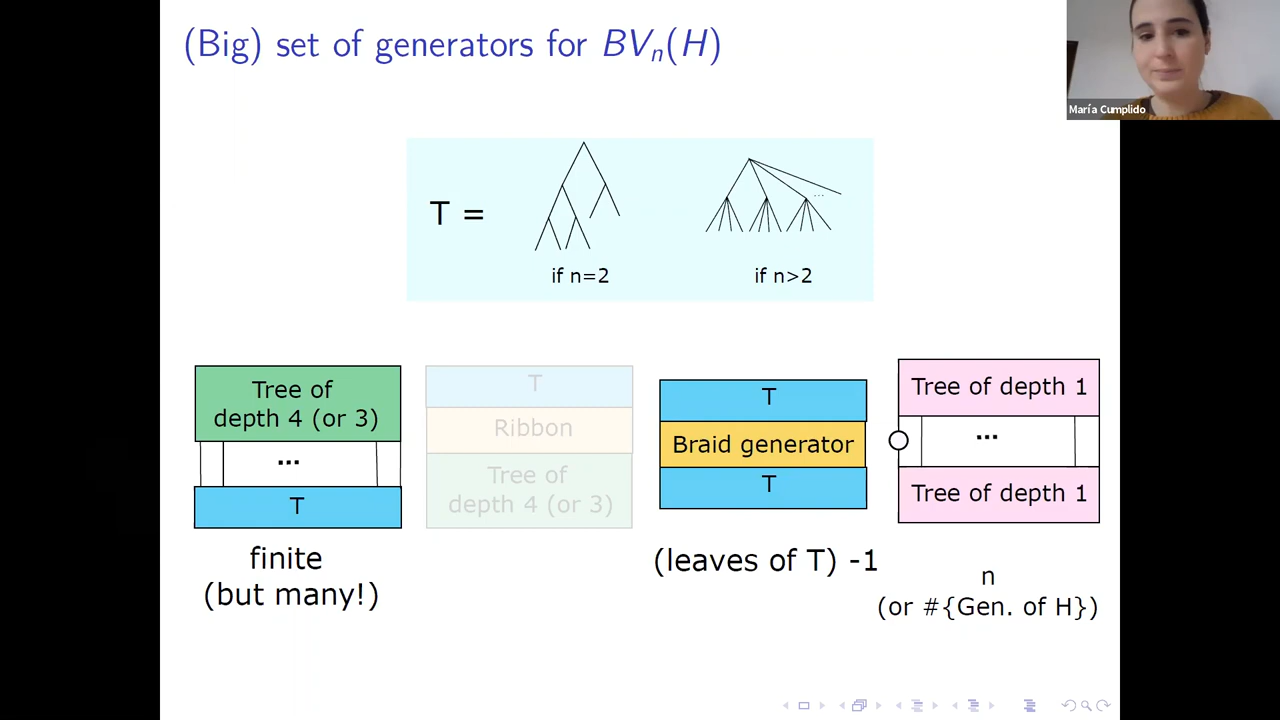 (Big) set of generators for BVₙ(H)
María Cumplido
T =
...
if n=2
if n>2
Tree of
depth 4 (or 3)
...
T
finite
(but many!)
T
Ribbon
Tree of
depth 4 (or 3)
T
Braid generator
T
(leaves of T) -1
Tree of depth 1
...
Tree of depth 1
n
(or #{Gen. of H})